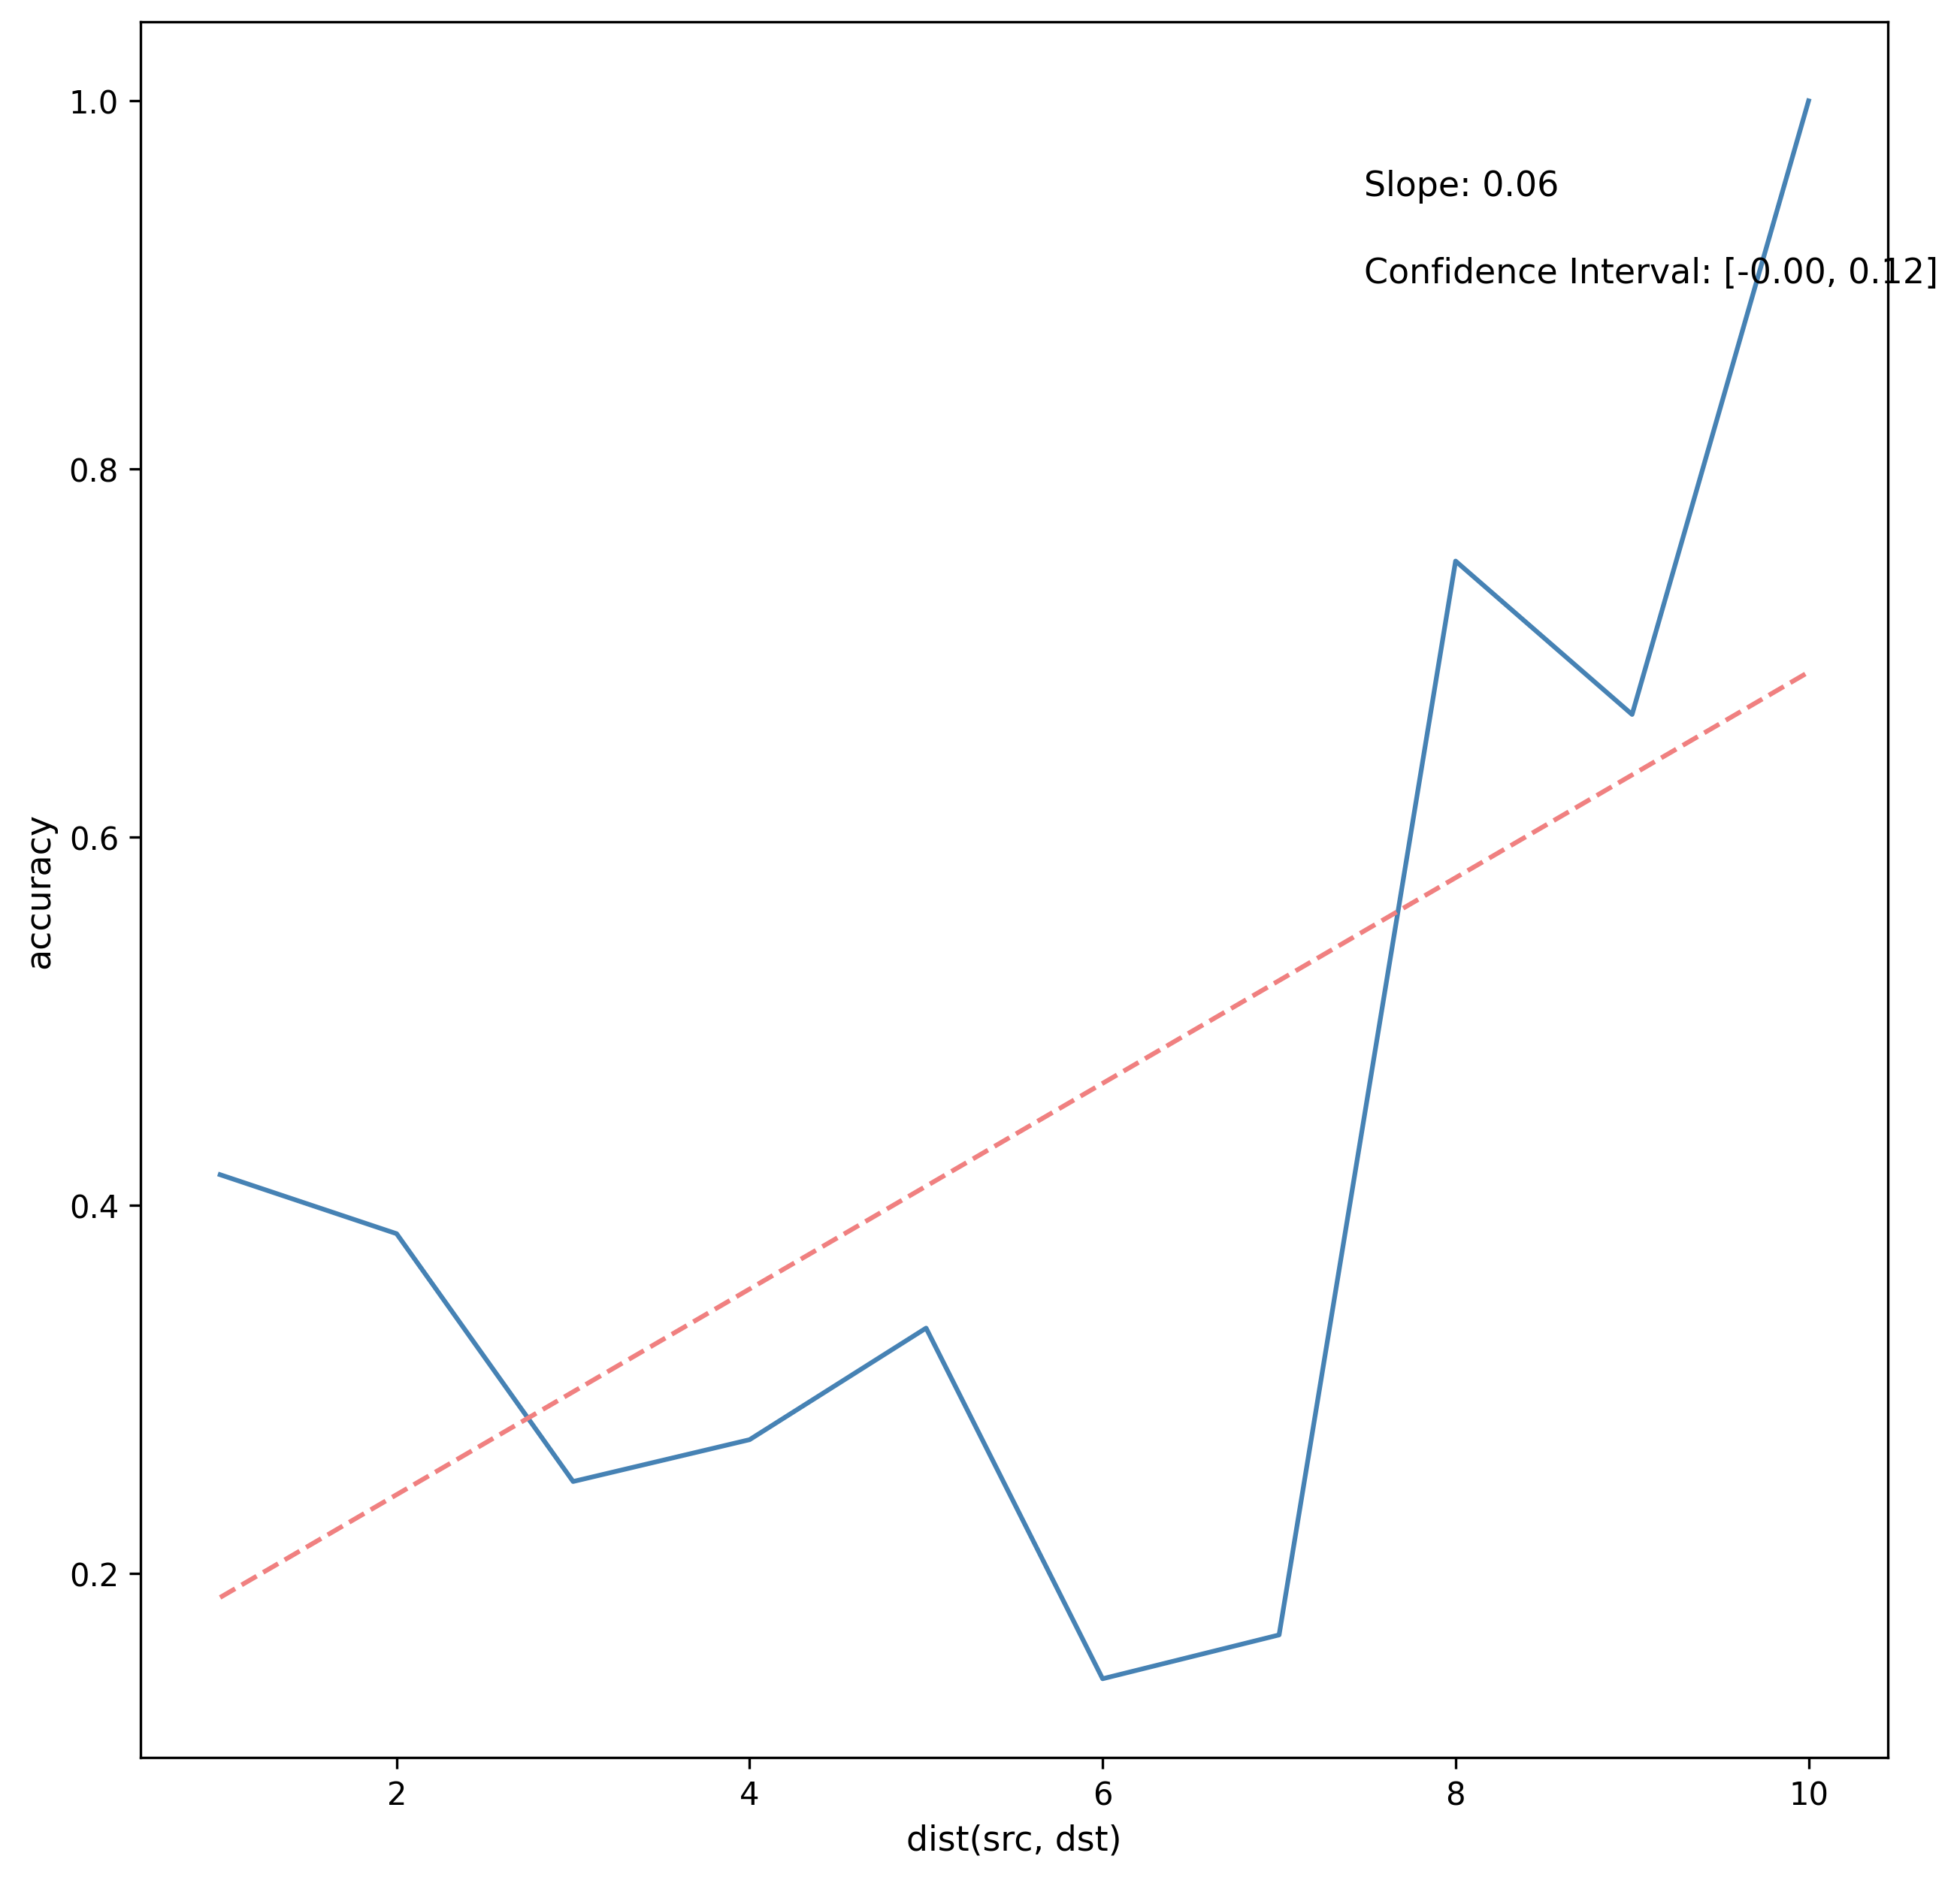 1.0
Slope: 0.06
Confidence Interval: [-0.00, 0.12]
0.8
0.6
accuracy
0.4
0.2
2 4 6 8 10
dist(src, dst)